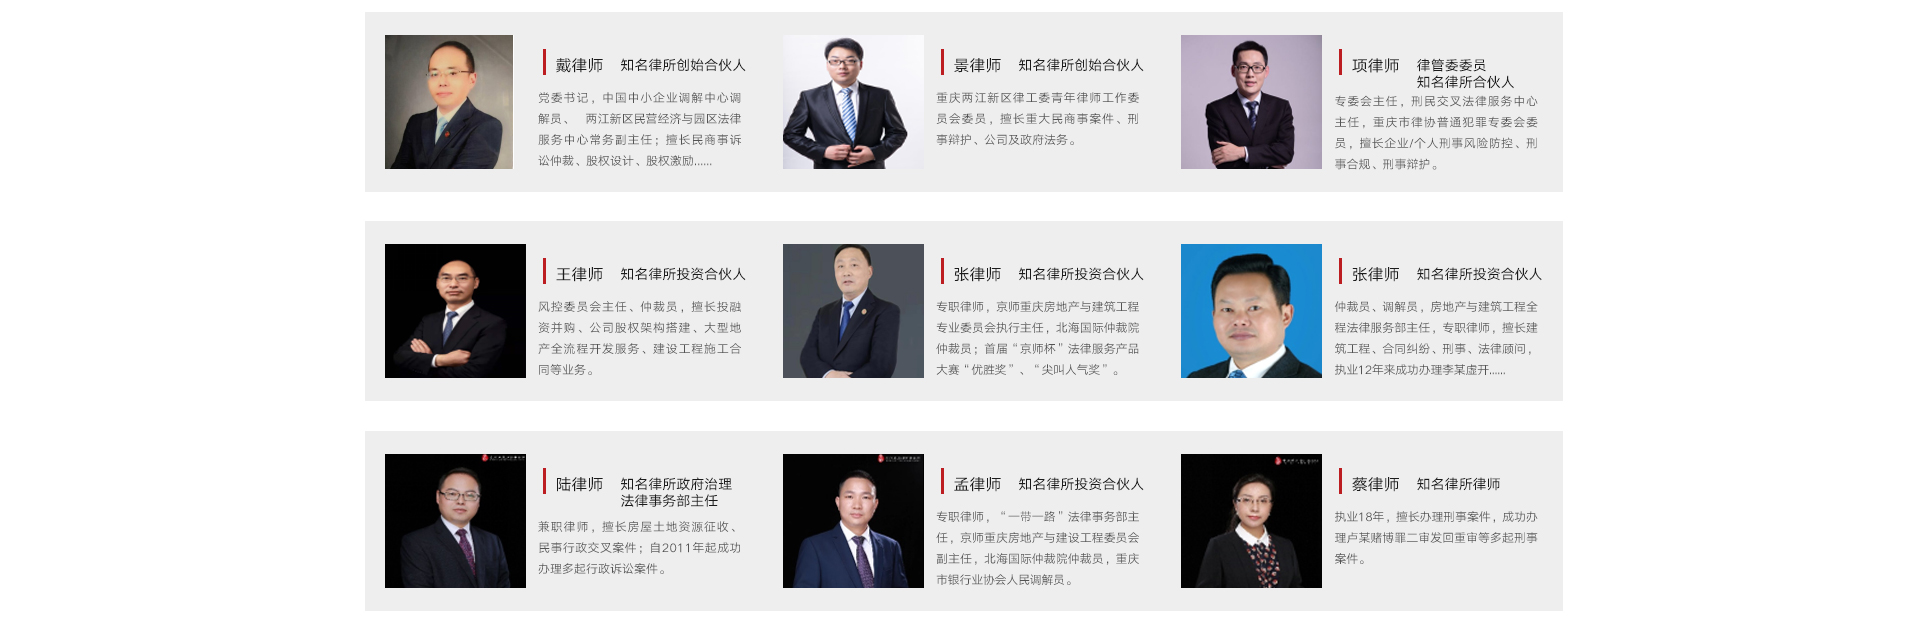 戴律师 知名律所创始合伙人
党委书记，中国中小企业调解中心调
解员、 两江新区民营经济与园区法律
服务中心常务副主任；擅长民商事诉
讼仲裁、股权设计、股权激励......
景律师 知名律所创始合伙人
重庆两江新区律工委青年律师工作委
员会委员，擅长重大民商事案件、刑
事辩护、公司及政府法务。
项律师 律管委委员
知名律所合伙人
专委会主任，刑民交叉法律服务中心
主任，重庆市律协普通犯罪专委会委
员，擅长企业/个人刑事风险防控、刑
事合规、刑事辩护。
王律师 知名律所投资合伙人
风控委员会主任、仲裁员，擅长投融
资并购、公司股权架构搭建、大型地
产全流程开发服务、建设工程施工合
同等业务。
张律师 知名律所投资合伙人
专职律师，京师重庆房地产与建筑工程
专业委员会执行主任，北海国际仲裁院
仲裁员；首届“京师杯”法律服务产品
大赛“优胜奖”、“尖叫人气奖”。
张律师 知名律所投资合伙人
仲裁员、调解员，房地产与建筑工程全
程法律服务部主任，专职律师，擅长建
筑工程、合同纠纷、刑事、法律顾问，
执业12年来成功办理李某虚开......
陆律师 知名律所政府治理
法律事务部主任
兼职律师，擅长房屋土地资源征收、
民事行政交叉案件；自2011年起成功
办理多起行政诉讼案件。
孟律师 知名律所投资合伙人
专职律师，“一带一路”法律事务部主
任，京师重庆房地产与建设工程委员会
副主任，北海国际仲裁院仲裁员，重庆
市银行业协会人民调解员。
蔡律师 知名律所律师
执业18年，擅长办理刑事案件，成功办
理卢某赌博罪二审发回重审等多起刑事
案件。